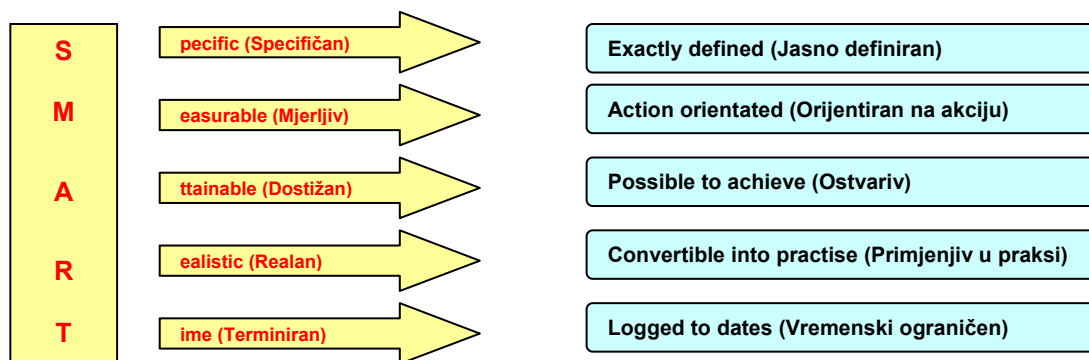 S pecific (Specifičan) Exactly defined (Jasno definiran)
M easurable (Mjerljiv) Action orientated (Orijentiran na akciju)
A ttainable (Dostižan) Possible to achieve (Ostvariv)
R ealistic (Realan) Convertible into practise (Primjenjiv u praksi)
T ime (Terminiran) Logged to dates (Vremenski ograničen)